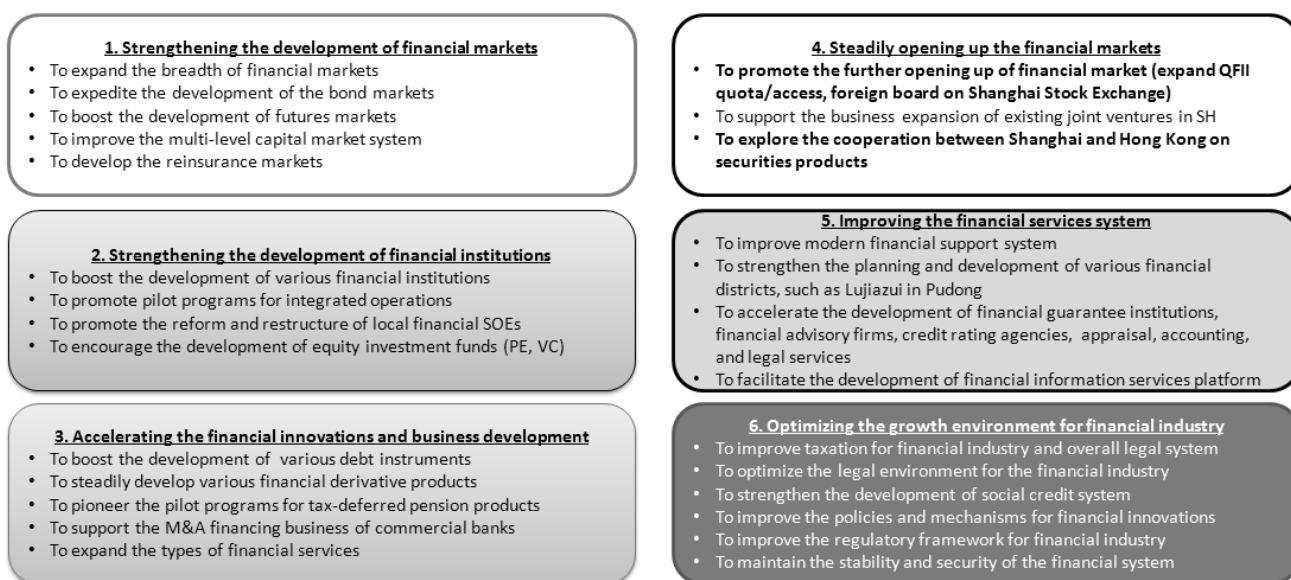 1. Strengthening the development of financial markets
• To expand the breadth of financial markets
• To expedite the development of the bond markets
• To boost the development of futures markets
• To improve the multi-level capital market system
• To develop the reinsurance markets
2. Strengthening the development of financial institutions
• To boost the development of various financial institutions
• To promote pilot programs for integrated operations
• To promote the reform and restructure of local financial SOEs
• To encourage the development of equity investment funds (PE, VC)
3. Accelerating the financial innovations and business development
• To boost the development of various debt instruments
• To steadily develop various financial derivative products
• To pioneer the pilot programs for tax-deferred pension products
• To support the M&A financing business of commercial banks
• To expand the types of financial services
4. Steadily opening up the financial markets
• To promote the further opening up of financial market (expand QFII
quota/access, foreign board on Shanghai Stock Exchange)
• To support the business expansion of existing joint ventures in SH
• To explore the cooperation between Shanghai and Hong Kong on
securities products
5. Improving the financial services system
• To improve modern financial support system
• To strengthen the planning and development of various financial
districts, such as Lujiazui in Pudong
• To accelerate the development of financial guarantee institutions,
financial advisory firms, credit rating agencies, appraisal, accounting,
and legal services
• To facilitate the development of financial information services platform
6. Optimizing the growth environment for financial industry
• To improve taxation for financial industry and overall legal system
• To optimize the legal environment for the financial industry
• To strengthen the development of social credit system
• To improve the policies and mechanisms for financial innovations
• To improve the regulatory framework for financial industry
• To maintain the stability and security of the financial system